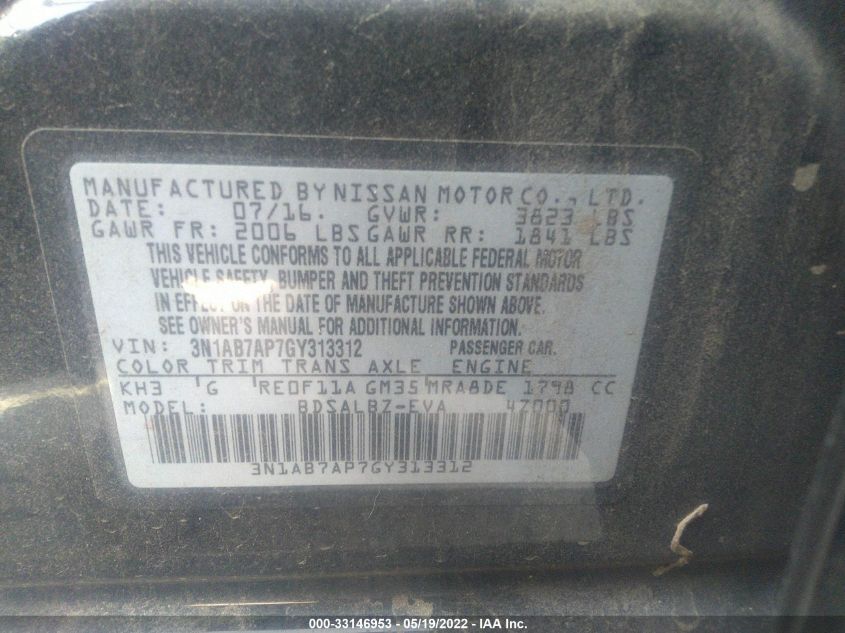 MANUFACTURED BY NISSAN MOTOR CO., LTD.
DATE: 07/16. GVWR: 3823 LBS
GAWR FR: 2006 LBS GAWR RR: 1841 LBS
THIS VEHICLE CONFORMS TO ALL APPLICABLE FEDERAL MOTOR
VEHICLE SAFETY, BUMPER AND THEFT PREVENTION STANDARDS
IN EFFECT ON THE DATE OF MANUFACTURE SHOWN ABOVE.
SEE OWNER'S MANUAL FOR ADDITIONAL INFORMATION.
VIN: 3N1AB7AP7GY313312 PASSENGER CAR.
COLOR TRIM TRANS AXLE ENGINE
KH3 'G 'RE0F11A GM35'MRA8DE 1798 CC
MODEL: BDSALBZ-EVA 47000
3N1AB7AP7GY313312
000-33146953 - 05/19/2022 - IAA Inc.